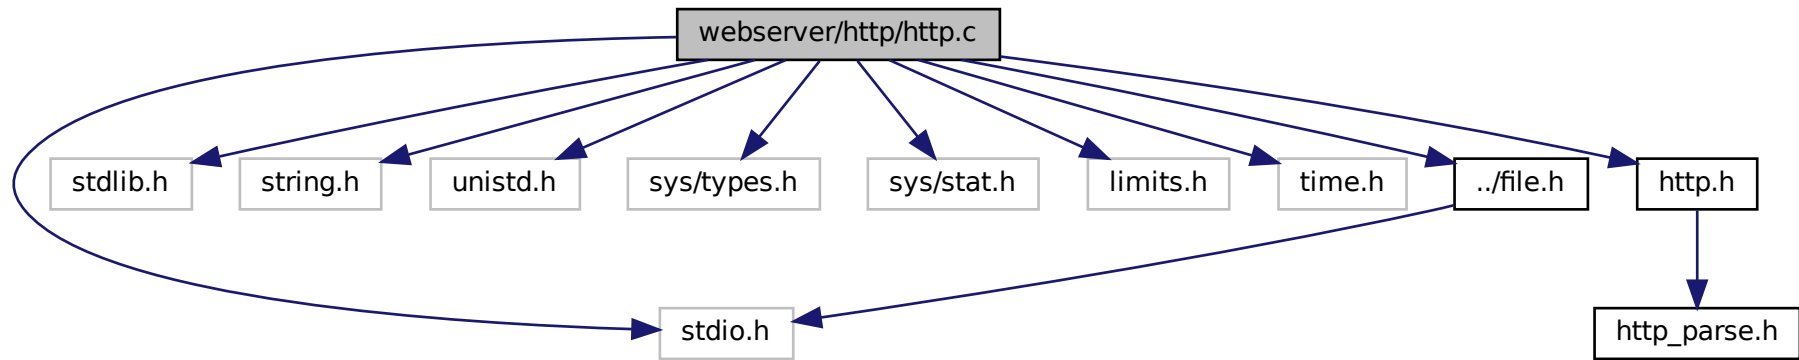 webserver/http/http.c
stdlib.h
string.h
unistd.h
sys/types.h
sys/stat.h
limits.h
time.h
../file.h
http.h
stdio.h
http_parse.h